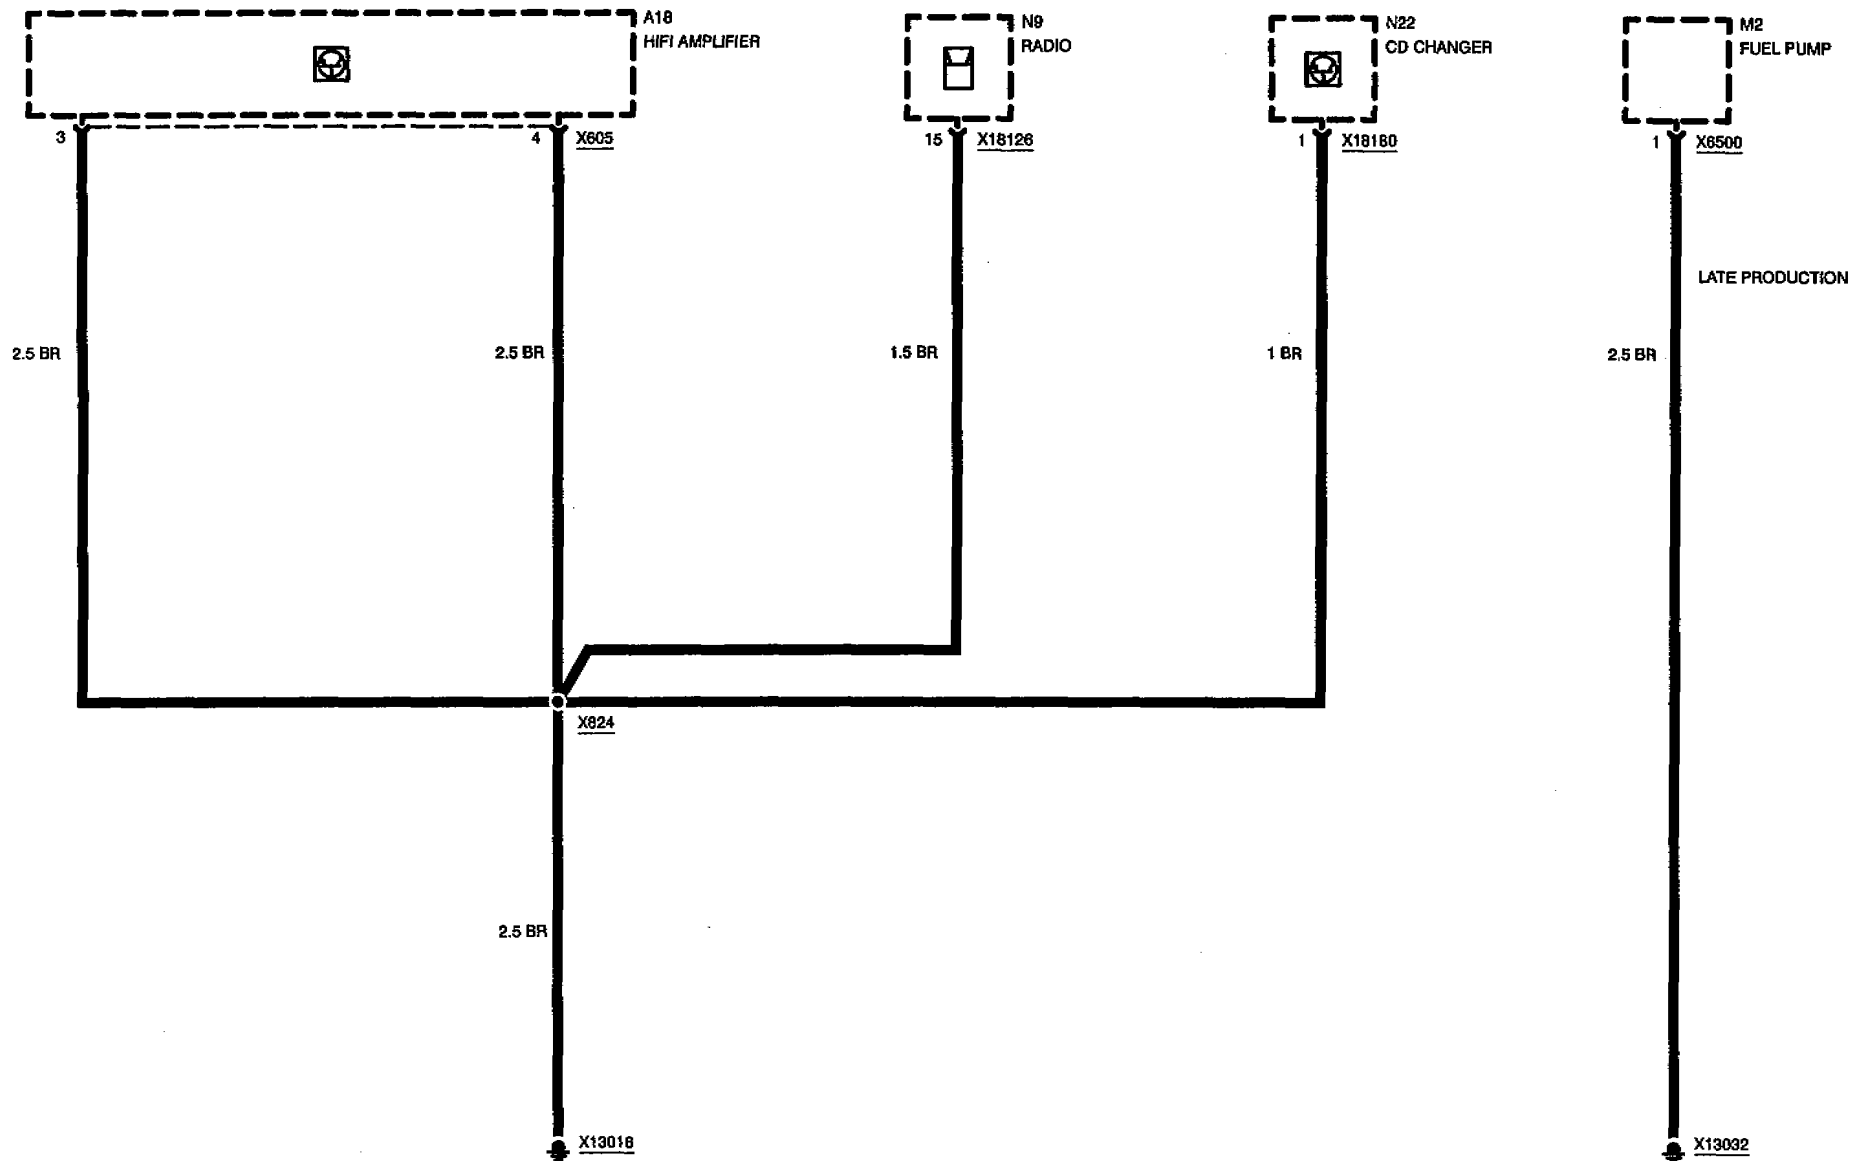 A18
HIFI AMPLIFIER
N9
RADIO
N22
CD CHANGER
M2
FUEL PUMP
3
4
X605
15
X18126
1
X18180
1
X6500
LATE PRODUCTION
2.5 BR
2.5 BR
1.5 BR
1 BR
2.5 BR
X824
2.5 BR
X13016
X13032